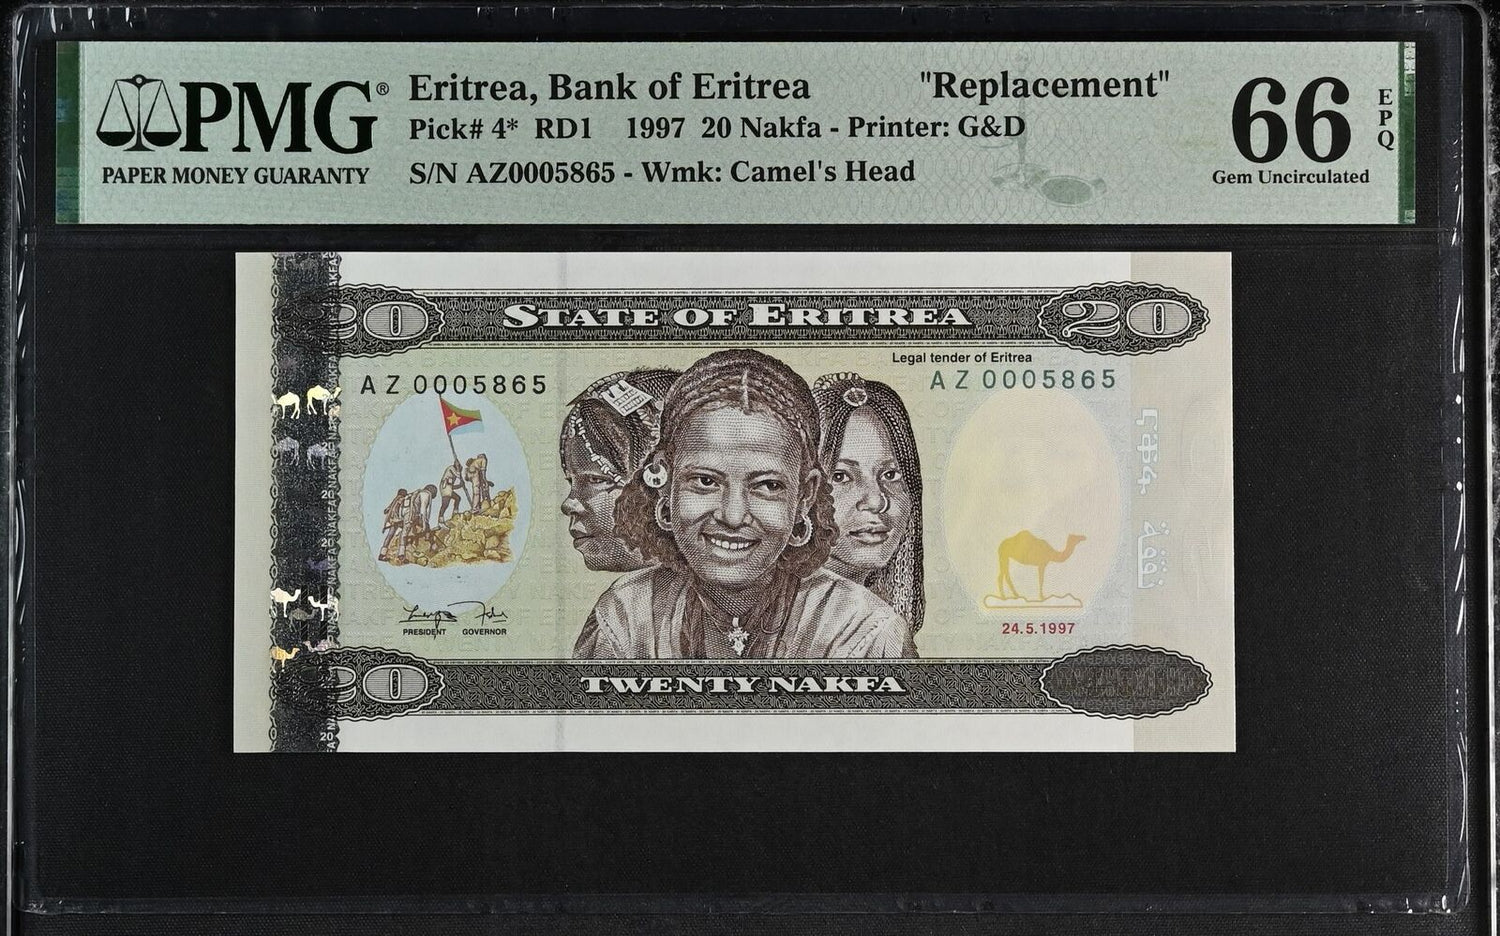 PMG®
PAPER MONEY GUARANTY
Eritrea, Bank of Eritrea "Replacement"
Pick# 4* RD1 1997 20 Nakfa - Printer: G&D
S/N AZ0005865 - Wmk: Camel's Head
66
EPQ
Gem Uncirculated
20 STATE OF ERITREA 20
Legal tender of Eritrea
AZ 0005865
AZ 0005865
ናቕፋ
نقفة
PRESIDENT GOVERNOR
24.5.1997
20 TWENTY NAKFA